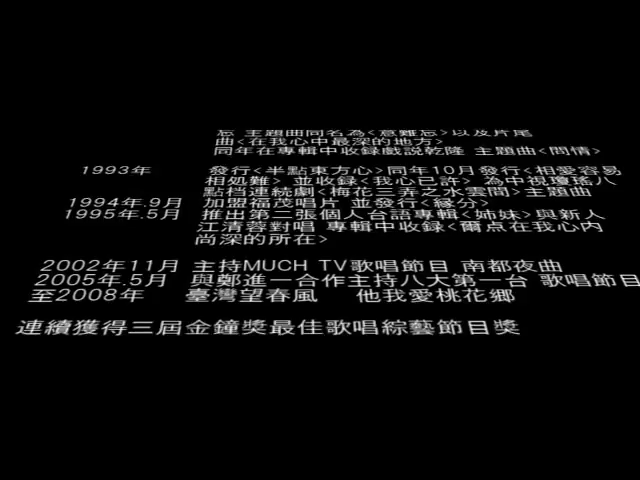 忘 主題曲同名為<意難忘>以及片尾
曲<在我心中最深的地方>
同年在專輯中收録戲説乾隆 主題曲<問情>
1993年 發行<半點東方心>同年10月發行<相愛容易
相處難> 並收録<我心已許> 為中視瓊瑤八
點档連続劇<梅花三弄之水雲間>主題曲
1994年.9月 加盟福茂唱片 並發行<縁分>
1995年.5月 推出第二張個人台語專輯<姊妹>與新人
江清蓉對唱 專輯中收録<爾点在我心内
尚深的所在>
2002年11月 主持MUCH TV歌唱節目 南都夜曲
2005年.5月 與鄭進一合作主持八大第一台 歌唱節目
至2008年 臺灣望春風 他我愛桃花郷
連續獲得三屆金鐘獎最佳歌唱綜藝節目獎